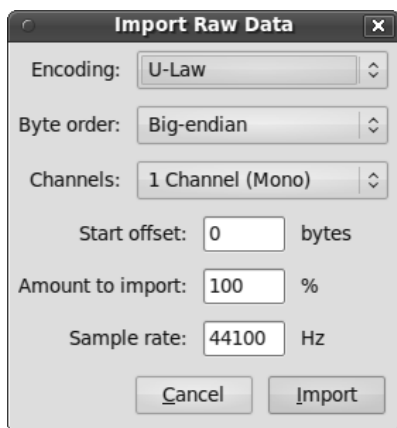 Import Raw Data
Encoding: U-Law
Byte order: Big-endian
Channels: 1 Channel (Mono)
Start offset: 0 bytes
Amount to import: 100 %
Sample rate: 44100 Hz
Cancel Import